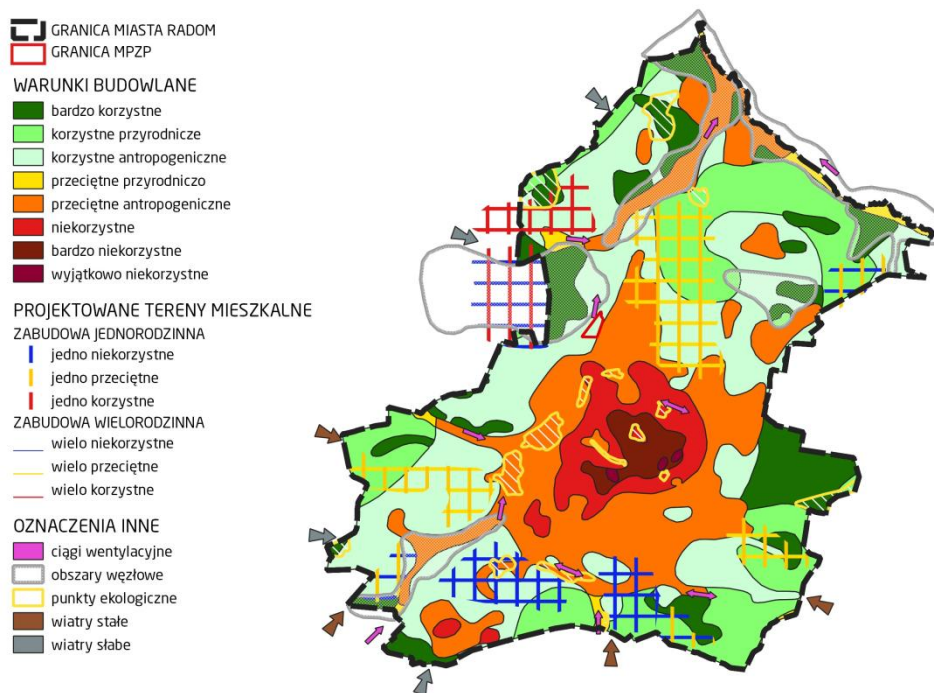 GRANICA MIASTA RADOM
GRANICA MPZP
WARUNKI BUDOWLANE
bardzo korzystne
korzystne przyrodnicze
korzystne antropogeniczne
przeciętne przyrodniczo
przeciętne antropogeniczne
niekorzystne
bardzo niekorzystne
wyjątkowo niekorzystne
PROJEKTOWANE TERENY MIESZKALNE
ZABUDOWA JEDNORODZINNA
jedno niekorzystne
jedno przeciętne
jedno korzystne
ZABUDOWA WIELORODZINNA
wielo niekorzystne
wielo przeciętne
wielo korzystne
OZNACZENIA INNE
ciągi wentylacyjne
obszary węzłowe
punkty ekologiczne
wiatry stałe
wiatry słabe